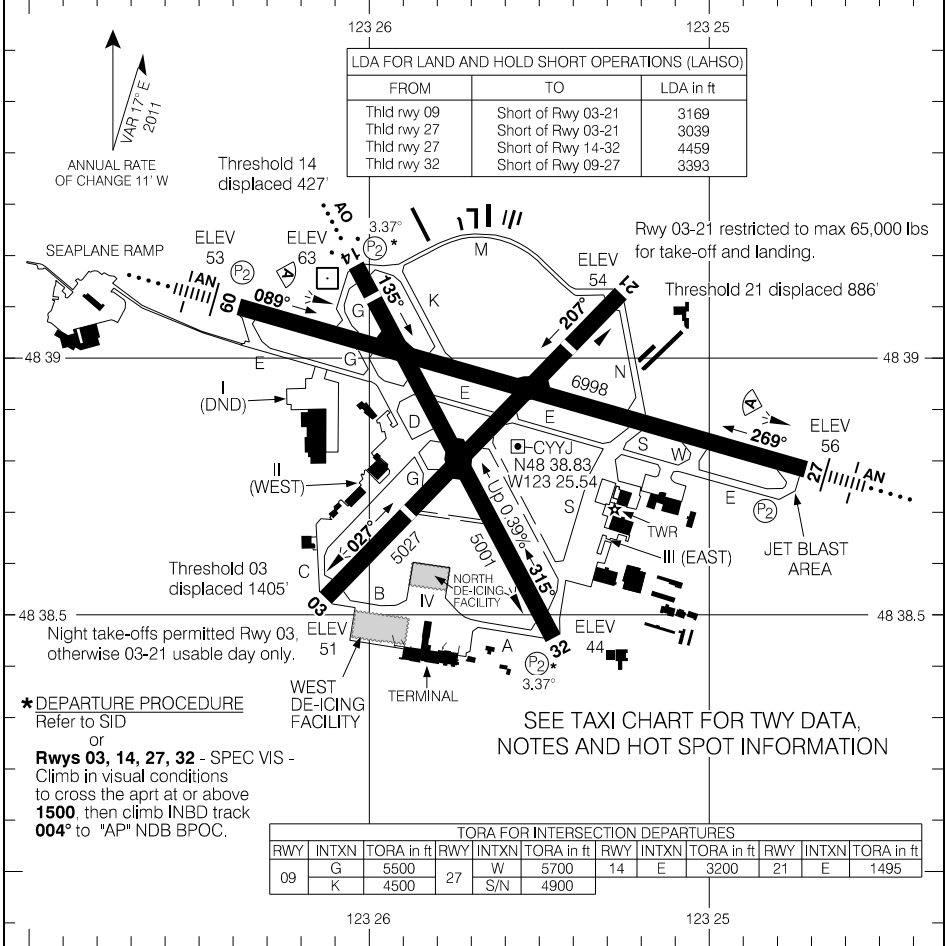 123 26
123 25
VAR 17° E
2011
ANNUAL RATE
OF CHANGE 11' W
LDA FOR LAND AND HOLD SHORT OPERATIONS (LAHSO)
FROM TO LDA in ft
Thld rwy 09 Short of Rwy 03-21 3169
Thld rwy 27 Short of Rwy 03-21 3039
Thld rwy 27 Short of Rwy 14-32 4459
Thld rwy 32 Short of Rwy 09-27 3393
Threshold 14
displaced 427'
AO
3.37°
P2 *
14
135°
M
Rwy 03-21 restricted to max 65,000 lbs
for take-off and landing.
SEAPLANE RAMP
ELEV
53
P2
A
ELEV
63
ELEV
54
21
207°
Threshold 21 displaced 886'
AN
09
089°
G
K
48 39
48 39
E
G
I
(DND)
E
E
6998
N
D
A
269°
ELEV
56
27
AN
II
(WEST)
G
CYYJ
N48 38.83
W123 25.54
S
W
E
P2
S
TWR
III (EAST)
JET BLAST
AREA
Up 0.39%
027°
5027
5001
315°
Threshold 03
displaced 1405'
C
03
B
IV
NORTH
DE-ICING
FACILITY
48 38.5
48 38.5
Night take-offs permitted Rwy 03,
otherwise 03-21 usable day only.
ELEV
51
A
32
ELEV
44
P2 *
3.37°
WEST
DE-ICING
FACILITY
TERMINAL
SEE TAXI CHART FOR TWY DATA,
NOTES AND HOT SPOT INFORMATION
* DEPARTURE PROCEDURE
Refer to SID
or
Rwys 03, 14, 27, 32 - SPEC VIS -
Climb in visual conditions
to cross the aprt at or above
1500, then climb INBD track
004° to "AP" NDB BPOC.
TORA FOR INTERSECTION DEPARTURES
RWY INTXN TORA in ft RWY INTXN TORA in ft RWY INTXN TORA in ft RWY INTXN TORA in ft
09 G 5500 27 W 5700 14 E 3200 21 E 1495
K 4500 S/N 4900
123 26
123 25